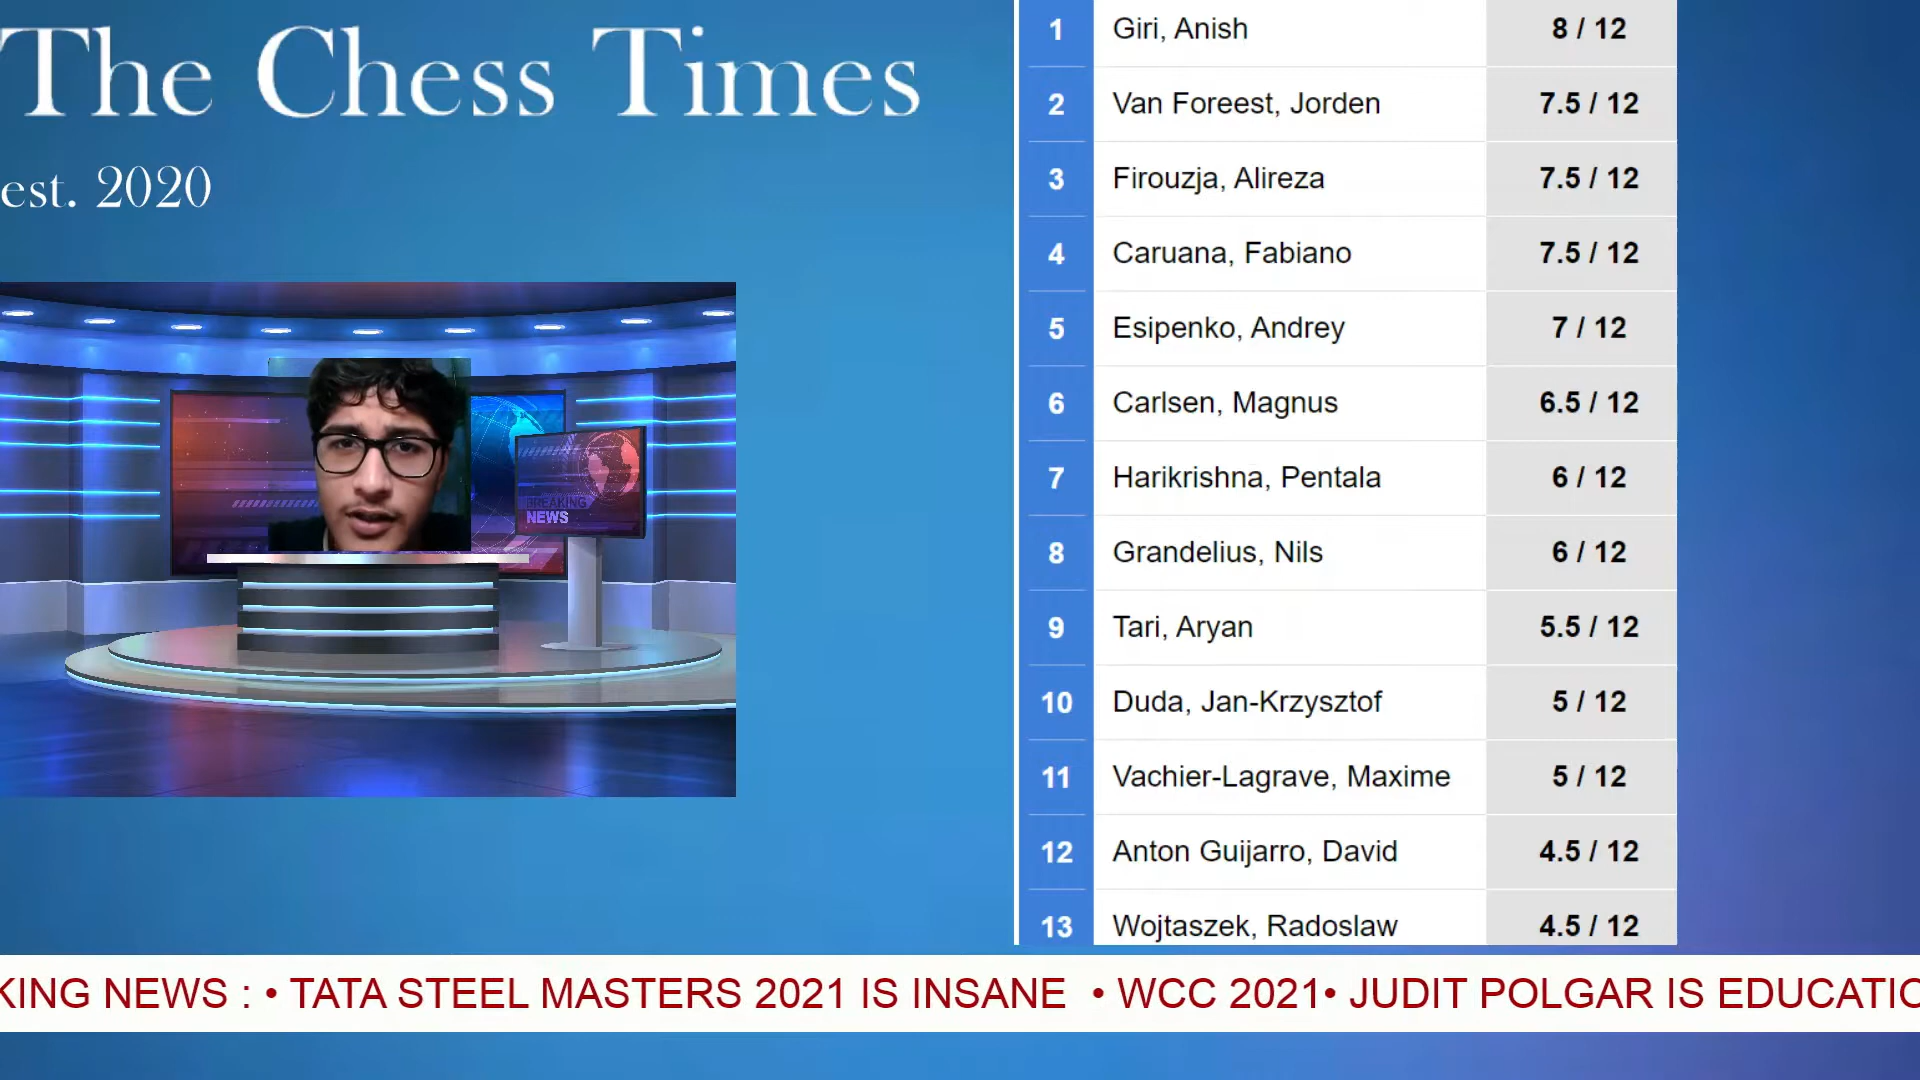 The Chess Times
est. 2020
BREAKING
NEWS
1 Giri, Anish 8 / 12
2 Van Foreest, Jorden 7.5 / 12
3 Firouzja, Alireza 7.5 / 12
4 Caruana, Fabiano 7.5 / 12
5 Esipenko, Andrey 7 / 12
6 Carlsen, Magnus 6.5 / 12
7 Harikrishna, Pentala 6 / 12
8 Grandelius, Nils 6 / 12
9 Tari, Aryan 5.5 / 12
10 Duda, Jan-Krzysztof 5 / 12
11 Vachier-Lagrave, Maxime 5 / 12
12 Anton Guijarro, David 4.5 / 12
13 Wojtaszek, Radoslaw 4.5 / 12
KING NEWS : • TATA STEEL MASTERS 2021 IS INSANE • WCC 2021• JUDIT POLGAR IS EDUCATIO